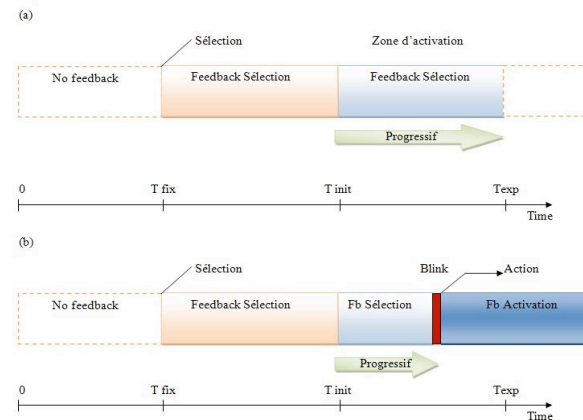 (a)
Sélection
Zone d'activation
No feedback
Feedback Sélection
Feedback Sélection
Progressif
0
T fix
T init
Texp
Time
(b)
Sélection
Blink
Action
No feedback
Feedback Sélection
Fb Sélection
Fb Activation
Progressif
0
T fix
T init
Texp
Time